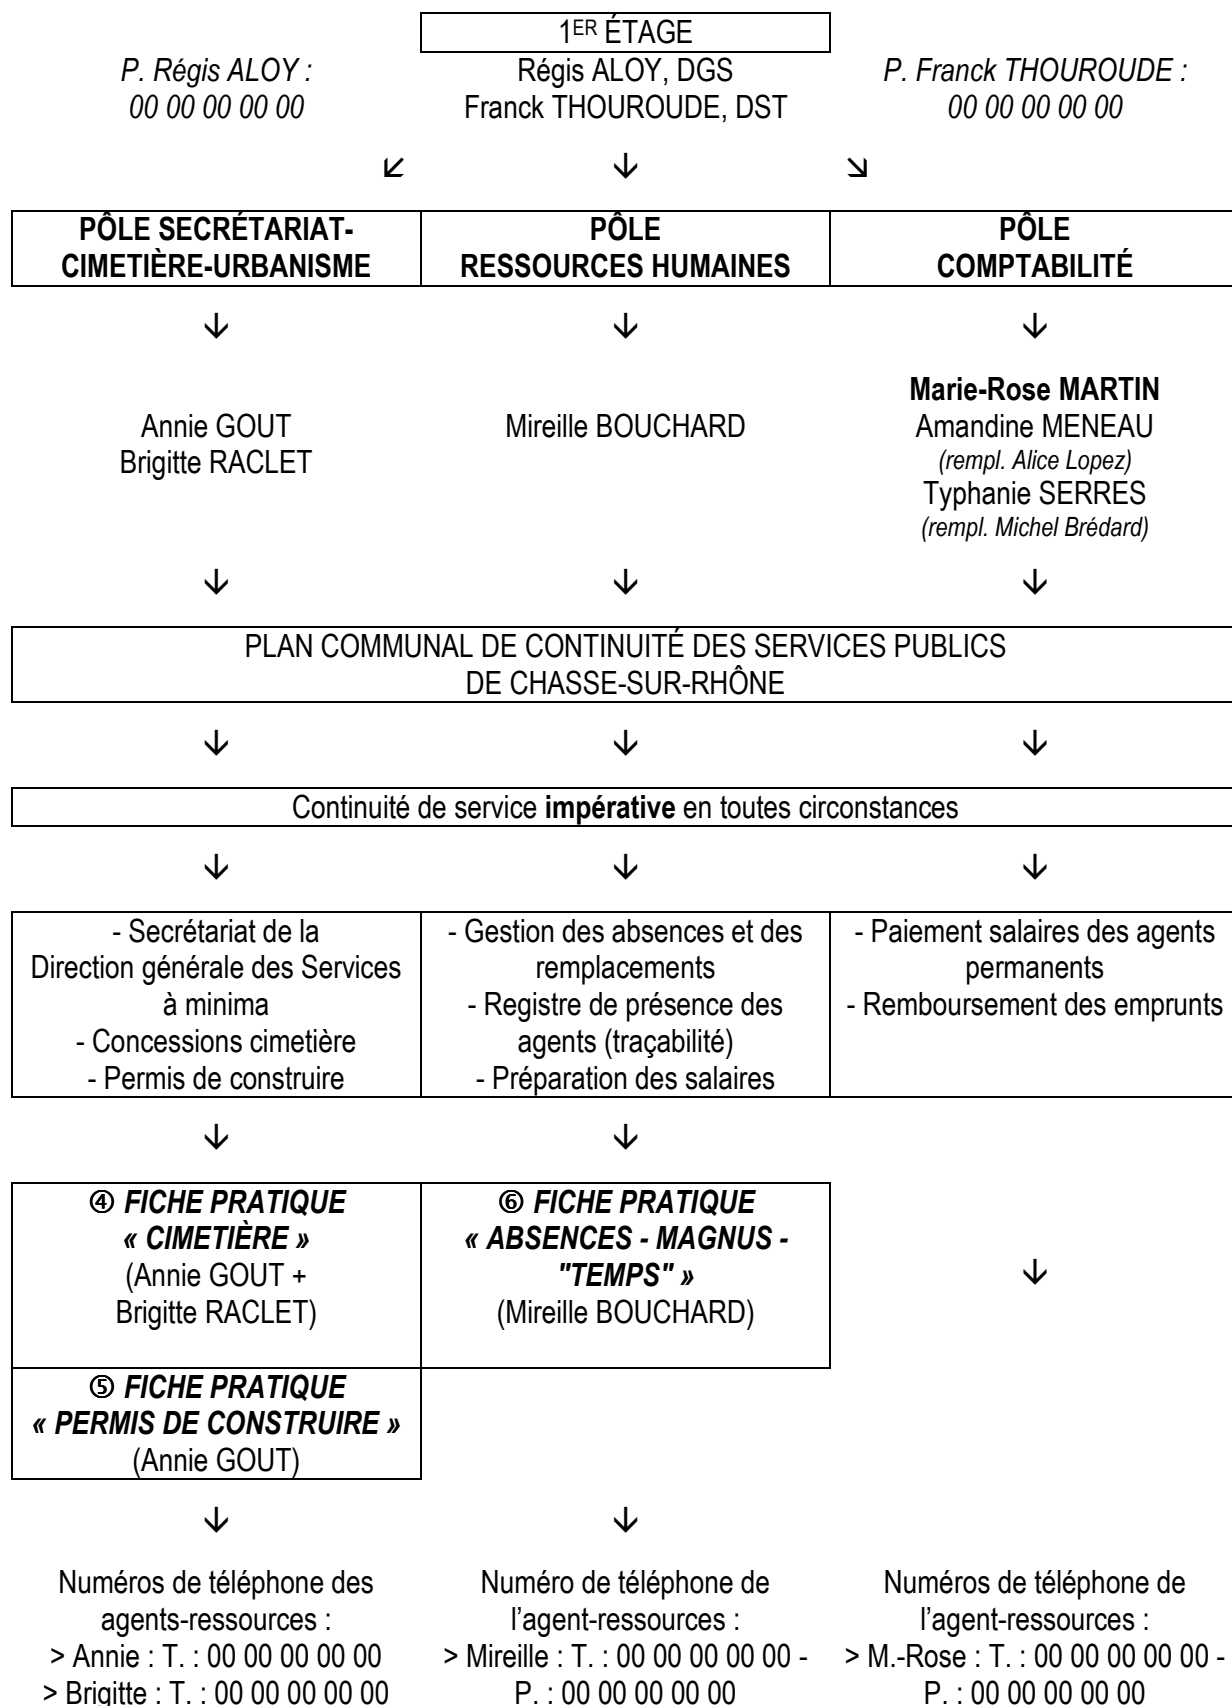 1ER ÉTAGE
P. Régis ALOY :
00 00 00 00 00
Régis ALOY, DGS
Franck THOUROUDE, DST
P. Franck THOUROUDE :
00 00 00 00 00
PÔLE SECRÉTARIAT-
CIMETIÈRE-URBANISME
PÔLE
RESSOURCES HUMAINES
PÔLE
COMPTABILITÉ
Annie GOUT
Brigitte RACLET
Mireille BOUCHARD
Marie-Rose MARTIN
Amandine MENEAU
(rempl. Alice Lopez)
Typhanie SERRES
(rempl. Michel Brédard)
PLAN COMMUNAL DE CONTINUITÉ DES SERVICES PUBLICS
DE CHASSE-SUR-RHÔNE
Continuité de service impérative en toutes circonstances
- Secrétariat de la
Direction générale des Services
à minima
- Concessions cimetière
- Permis de construire
- Gestion des absences et des
remplacements
- Registre de présence des
agents (traçabilité)
- Préparation des salaires
- Paiement salaires des agents
permanents
- Remboursement des emprunts
④ FICHE PRATIQUE
« CIMETIÈRE »
(Annie GOUT +
Brigitte RACLET)
⑥ FICHE PRATIQUE
« ABSENCES - MAGNUS -
"TEMPS" »
(Mireille BOUCHARD)
⑤ FICHE PRATIQUE
« PERMIS DE CONSTRUIRE »
(Annie GOUT)
Numéros de téléphone des
agents-ressources :
> Annie : T. : 00 00 00 00 00
> Brigitte : T. : 00 00 00 00 00
Numéro de téléphone de
l'agent-ressources :
> Mireille : T. : 00 00 00 00 00 -
P. : 00 00 00 00 00
Numéros de téléphone de
l'agent-ressources :
> M.-Rose : T. : 00 00 00 00 00 -
P. : 00 00 00 00 00